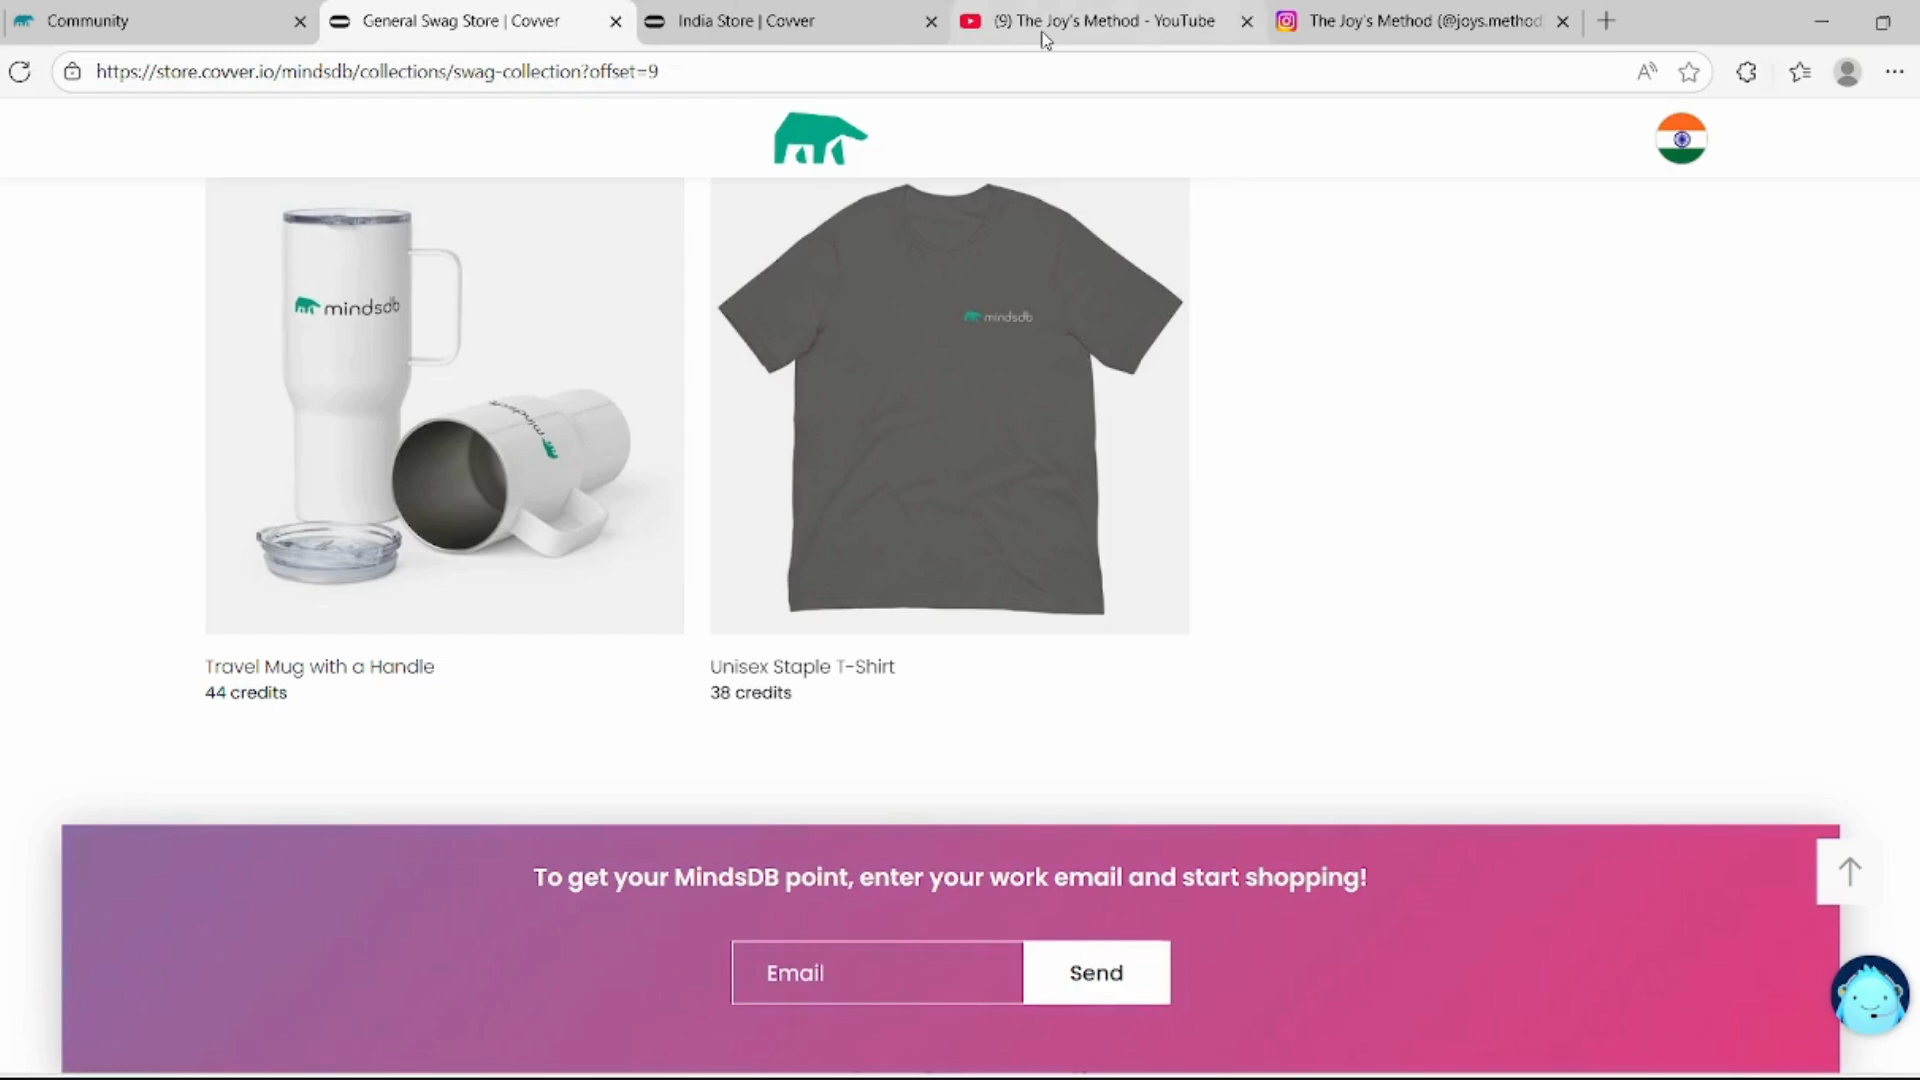 Community
General Swag Store | Covver
India Store | Covver
(9) The Joy's Method - YouTube
The Joy's Method (@joys.method
https://store.covver.io/mindsdb/collections/swag-collection?offset=9
mindsdb
mindsdb
mindsdb
Travel Mug with a Handle
44 credits
Unisex Staple T-Shirt
38 credits
To get your MindsDB point, enter your work email and start shopping!
Email
Send